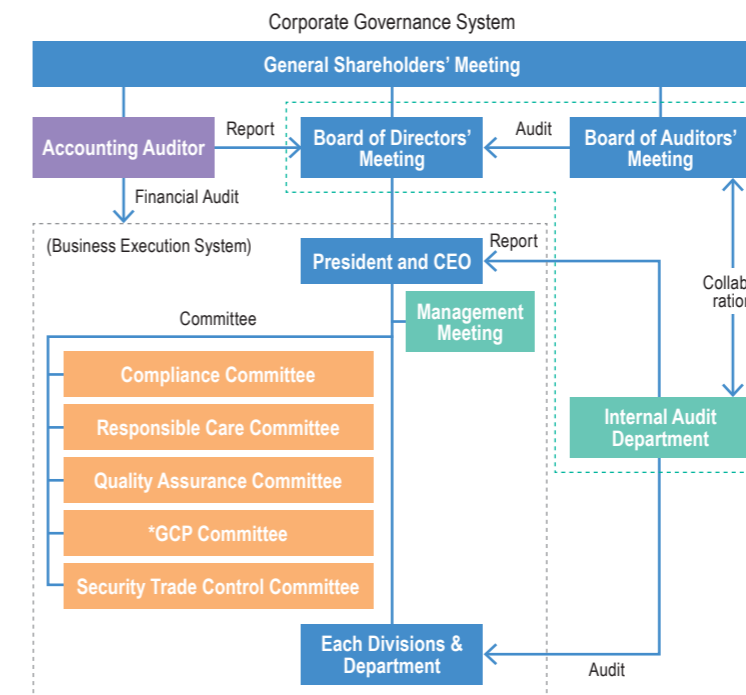 Corporate Governance System
General Shareholders’ Meeting
Accounting Auditor
Report
Board of Directors’
Meeting
Audit
Board of Auditors’
Meeting
Financial Audit
(Business Execution System)
President and CEO
Report
Collab
ration
Management
Meeting
Committee
Compliance Committee
Responsible Care Committee
Quality Assurance Committee
*GCP Committee
Security Trade Control Committee
Internal Audit
Department
Each Divisions &
Department
Audit